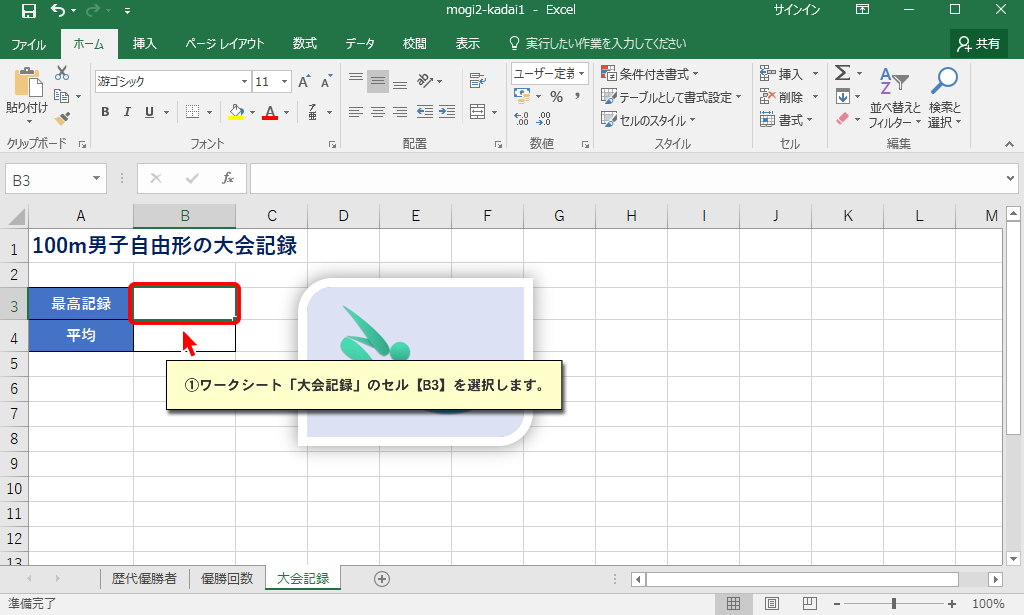 mogi2-kadai1 - Excel
サインイン
ファイル ホーム 挿入 ページ レイアウト 数式 データ 校閲 表示 実行したい作業を入力してください 共有
貼り付け
クリップボード
游ゴシック 11 A A
B I U A 亜
フォント
配置
ユーザー定義
% ,
.0 .00 .00 .0
数値
条件付き書式
テーブルとして書式設定
セルのスタイル
スタイル
挿入
削除
書式
セル
Σ
並べ替えと フィルター
検索と 選択
編集
B3 fx
A B C D E F G H I J K L M
1 100m男子自由形の大会記録
2
3 最高記録
4 平均
5
①ワークシート「大会記録」のセル【B3】を選択します。
6
7
8
9
10
11
12
13
歴代優勝者 優勝回数 大会記録
準備完了 100%